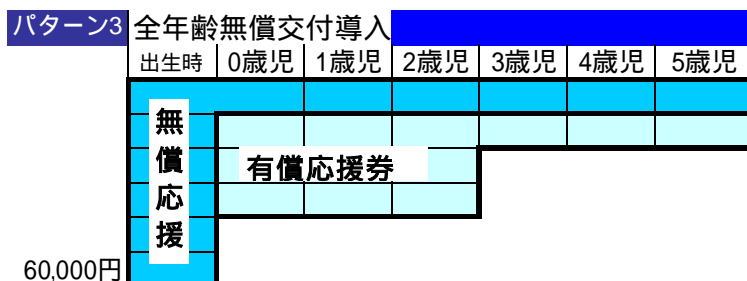 パターン3 全年齢無償交付導入
出生時 0歳児 1歳児 2歳児 3歳児 4歳児 5歳児
無償応援
有償応援券
60,000円